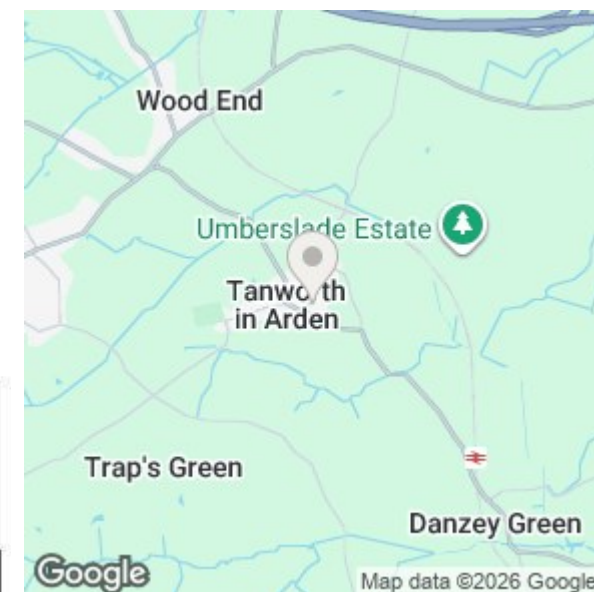 Wood End
Umberslade Estate
Tanworth
in Arden
Trap's Green
Danzey Green
Google
Map data ©2026 Google